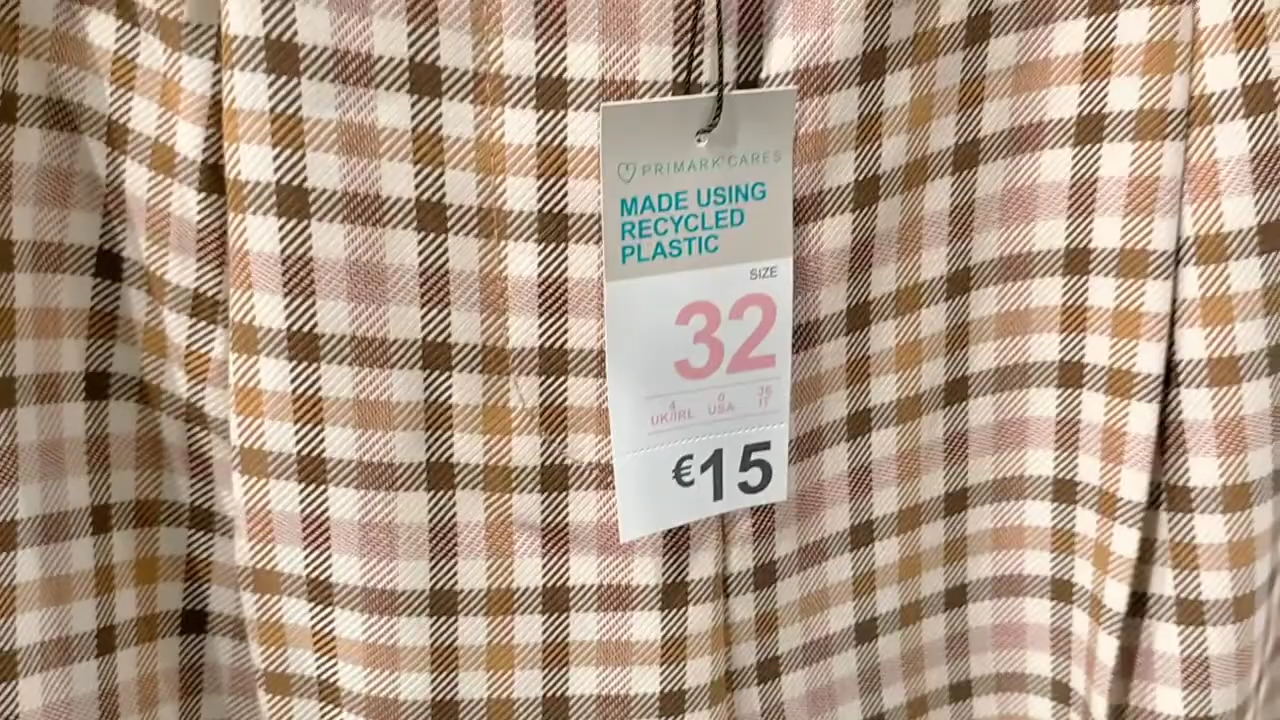 PRIMARK CARES
MADE USING
RECYCLED
PLASTIC
SIZE
32
4 0 36
UK/IRL USA IT
€15